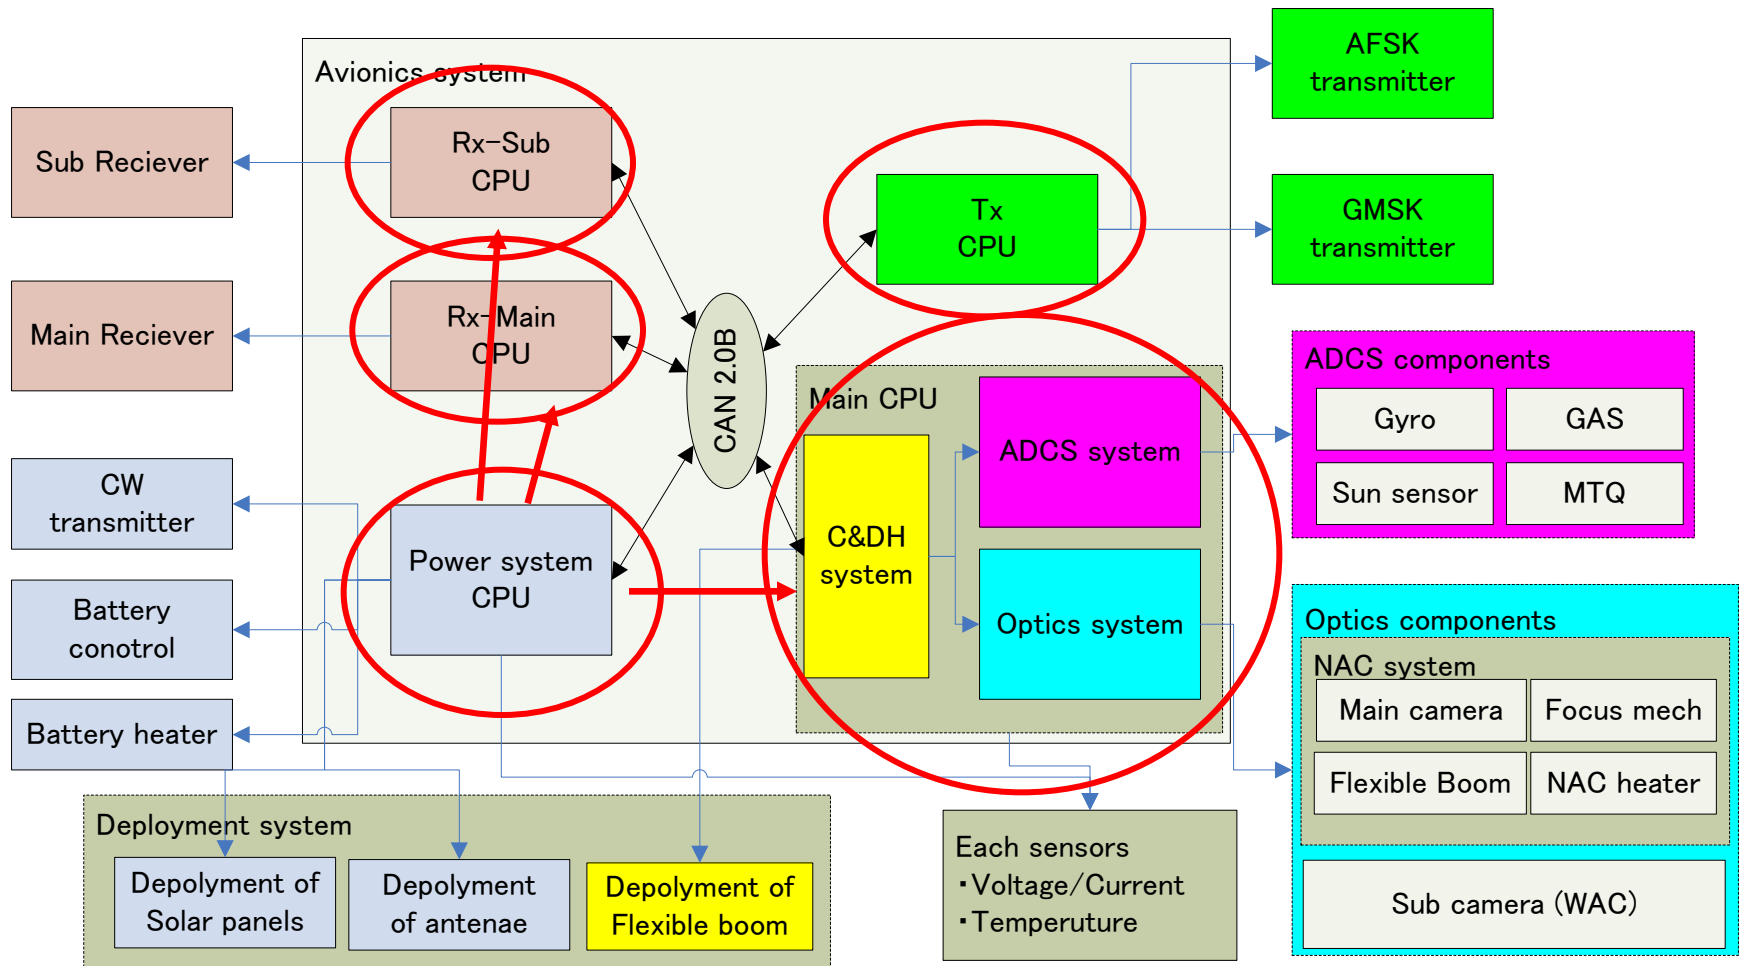 Avionics system
AFSK
transmitter
Sub Reciever
Rx-Sub
CPU
Tx
CPU
GMSK
transmitter
Main Reciever
Rx-Main
CPU
CAN 2.0B
Main CPU
ADCS components
Gyro
GAS
Sun sensor
MTQ
ADCS system
CW
transmitter
Power system
CPU
C&DH
system
Optics system
Battery
conotrol
Battery heater
Optics components
NAC system
Main camera
Focus mech
Flexible Boom
NAC heater
Sub camera (WAC)
Deployment system
Depolyment of
Solar panels
Depolyment
of antenae
Depolyment of
Flexible boom
Each sensors
・Voltage/Current
・Temperuture